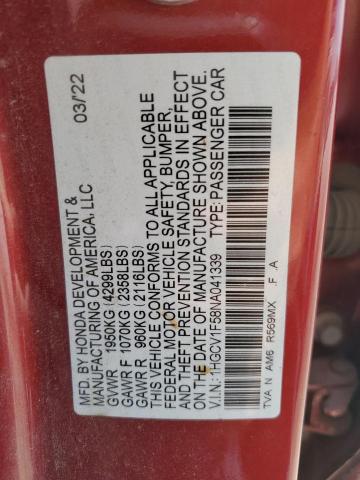 MFD. BY HONDA DEVELOPMENT & 03/22
MANUFACTURING OF AMERICA, LLC
GVWR 1950KG (4299LBS)
GAWR F 1070KG (2358LBS)
GAWR R 960KG (2116LBS)
THIS VEHICLE CONFORMS TO ALL APPLICABLE
FEDERAL MOTOR VEHICLE SAFETY, BUMPER,
AND THEFT PREVENTION STANDARDS IN EFFECT
ON THE DATE OF MANUFACTURE SHOWN ABOVE.
V.I.N.: 1HGCV1F58NA041339 TYPE: PASSENGER CAR
TVA N AM6 R569MX .F .A